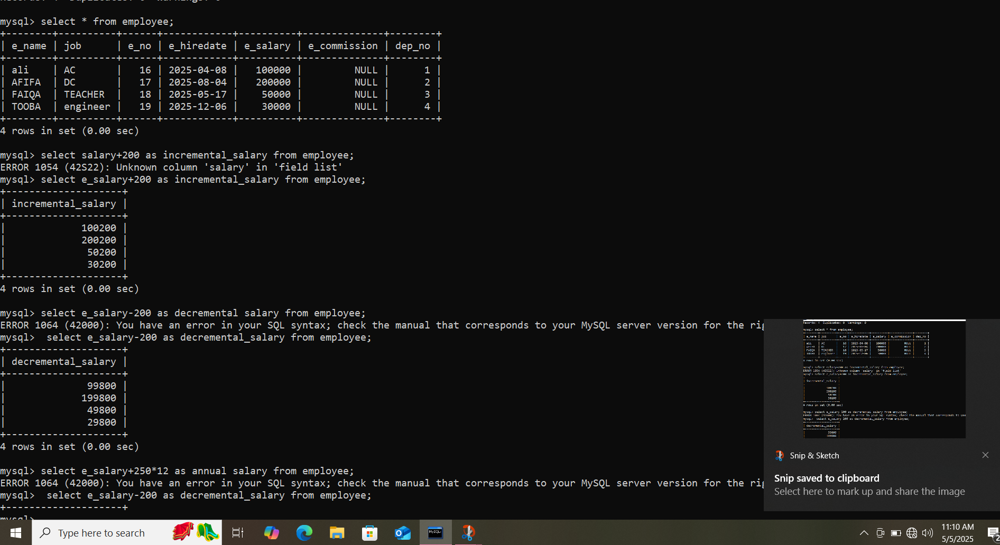 mysql> select * from employee;
+--------+----------+------+------------+----------+--------------+--------+
| e_name | job      | e_no | e_hiredate | e_salary | e_commission | dep_no |
+--------+----------+------+------------+----------+--------------+--------+
| ali    | AC       |   16 | 2025-04-08 |   100000 |         NULL |      1 |
| AFIFA  | DC       |   17 | 2025-08-04 |   200000 |         NULL |      2 |
| FAIQA  | TEACHER  |   18 | 2025-05-17 |    50000 |         NULL |      3 |
| TOOBA  | engineer |   19 | 2025-12-06 |    30000 |         NULL |      4 |
+--------+----------+------+------------+----------+--------------+--------+
4 rows in set (0.00 sec)
mysql> select salary+200 as incremental_salary from employee;
ERROR 1054 (42S22): Unknown column 'salary' in 'field list'
mysql> select e_salary+200 as incremental_salary from employee;
+--------------------+
| incremental_salary |
+--------------------+
|             100200 |
|             200200 |
|              50200 |
|              30200 |
+--------------------+
4 rows in set (0.00 sec)
mysql> select e_salary-200 as decremental salary from employee;
ERROR 1064 (42000): You have an error in your SQL syntax; check the manual that corresponds to your MySQL server version for the
mysql>  select e_salary-200 as decremental_salary from employee;
+--------------------+
| decremental_salary |
+--------------------+
|              99800 |
|             199800 |
|              49800 |
|              29800 |
+--------------------+
4 rows in set (0.00 sec)
mysql> select e_salary+250*12 as annual salary from employee;
ERROR 1064 (42000): You have an error in your SQL syntax; check the manual that corresponds to your MySQL server version for the
mysql>  select e_salary-200 as decremental_salary from employee;
+--------------------+
mysql>
Snip & Sketch
Snip saved to clipboard
Select here to mark up and share the image
Type here to search
11:10 AM
5/5/2025
2